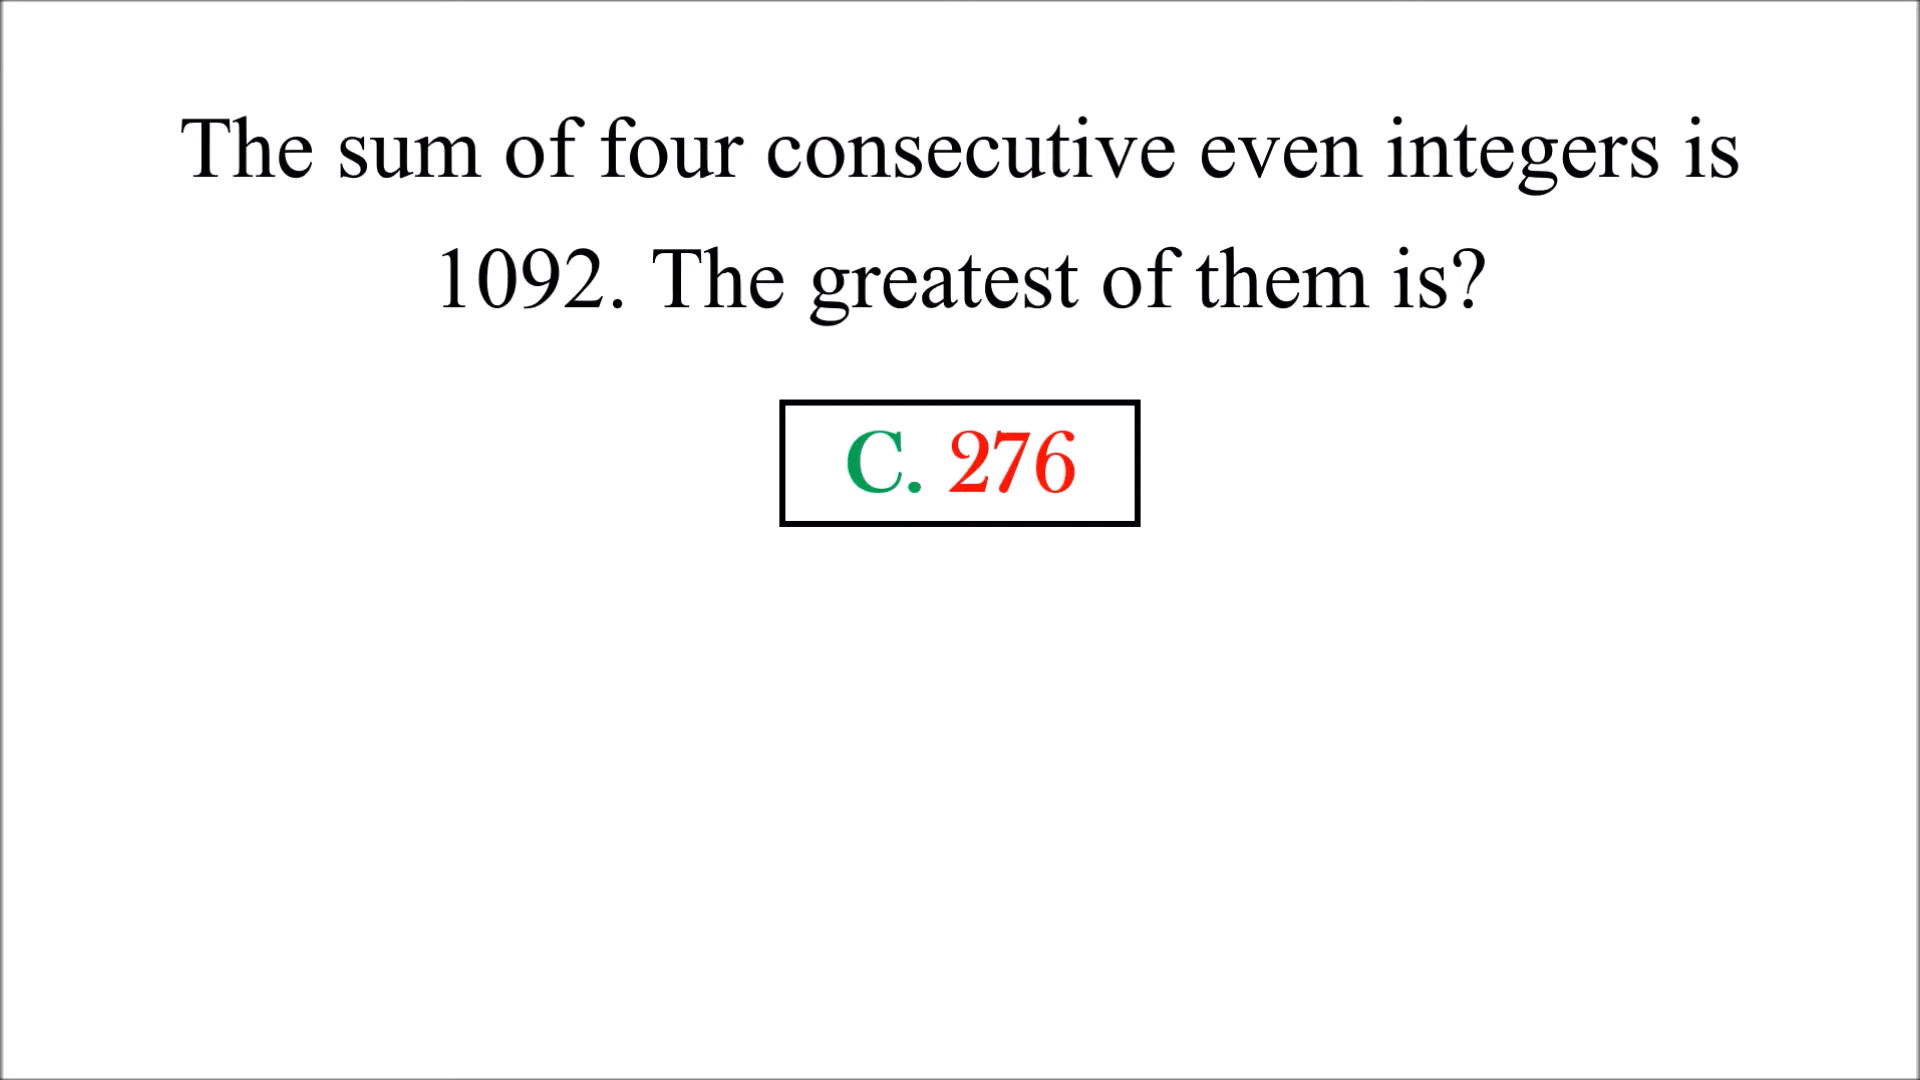 The sum of four consecutive even integers is
1092. The greatest of them is?
C. 276